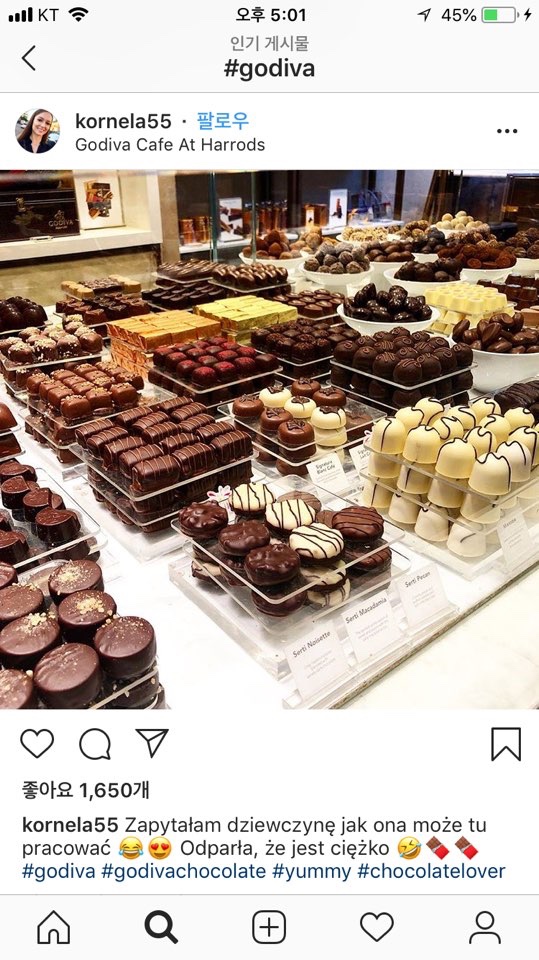 KT 오후 5:01 45%
인기 게시물
#godiva
kornela55 · 팔로우
Godiva Cafe At Harrods
GODIVA
Serti Noisette
Serti Macadamia
Serti Pecan
좋아요 1,650개
kornela55 Zapytałam dziewczynę jak ona może tu
pracować 😂😍 Odparła, że jest ciężko 🤣🍫🍫
#godiva #godivachocolate #yummy #chocolatelover